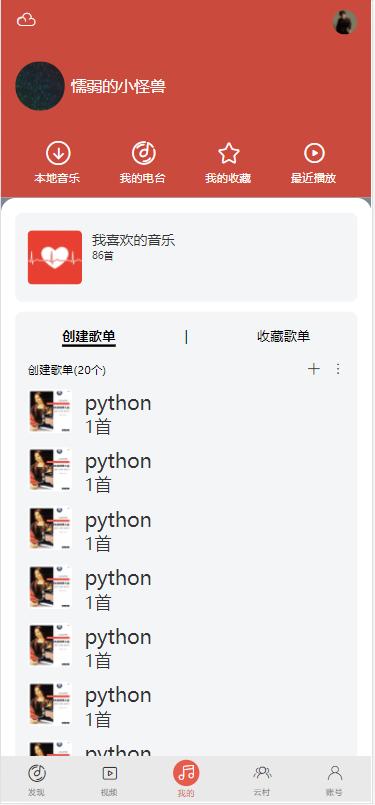 懦弱的小怪兽
本地音乐 我的电台 我的收藏 最近播放
我喜欢的音乐
86首
创建歌单 | 收藏歌单
创建歌单(20个)
python
1首
python
1首
python
1首
python
1首
python
1首
python
1首
python
发现 视频 我的 云村 账号